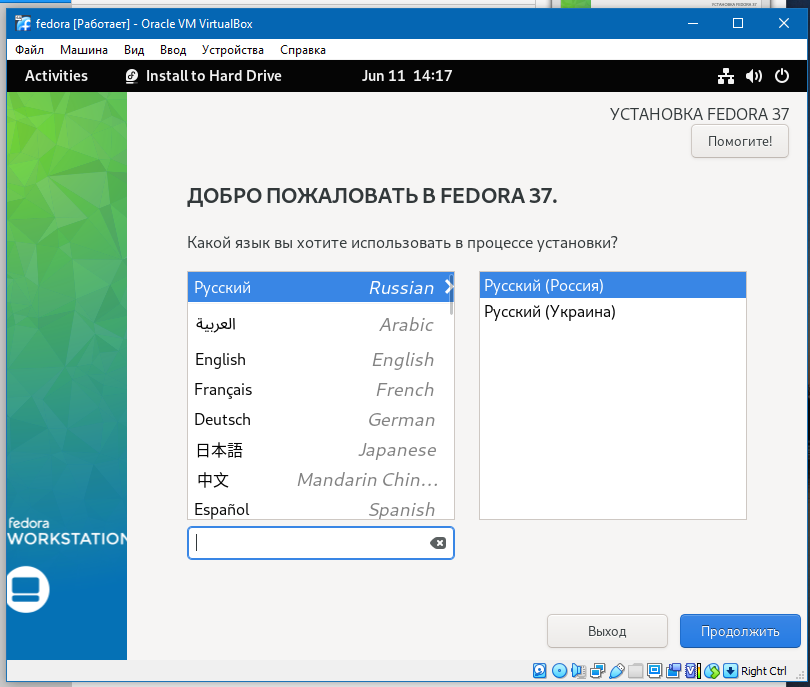 fedora [Работает] - Oracle VM VirtualBox
Файл Машина Вид Ввод Устройства Справка
Activities Install to Hard Drive Jun 11 14:17
УСТАНОВКА FEDORA 37
Помогите!
ДОБРО ПОЖАЛОВАТЬ В FEDORA 37.
Какой язык вы хотите использовать в процессе установки?
Русский Russian
Русский (Россия)
العربية Arabic
Русский (Украина)
English English
Français French
Deutsch German
日本語 Japanese
中文 Mandarin Chin...
Español Spanish
fedora
WORKSTATION
Выход Продолжить
Right Ctrl